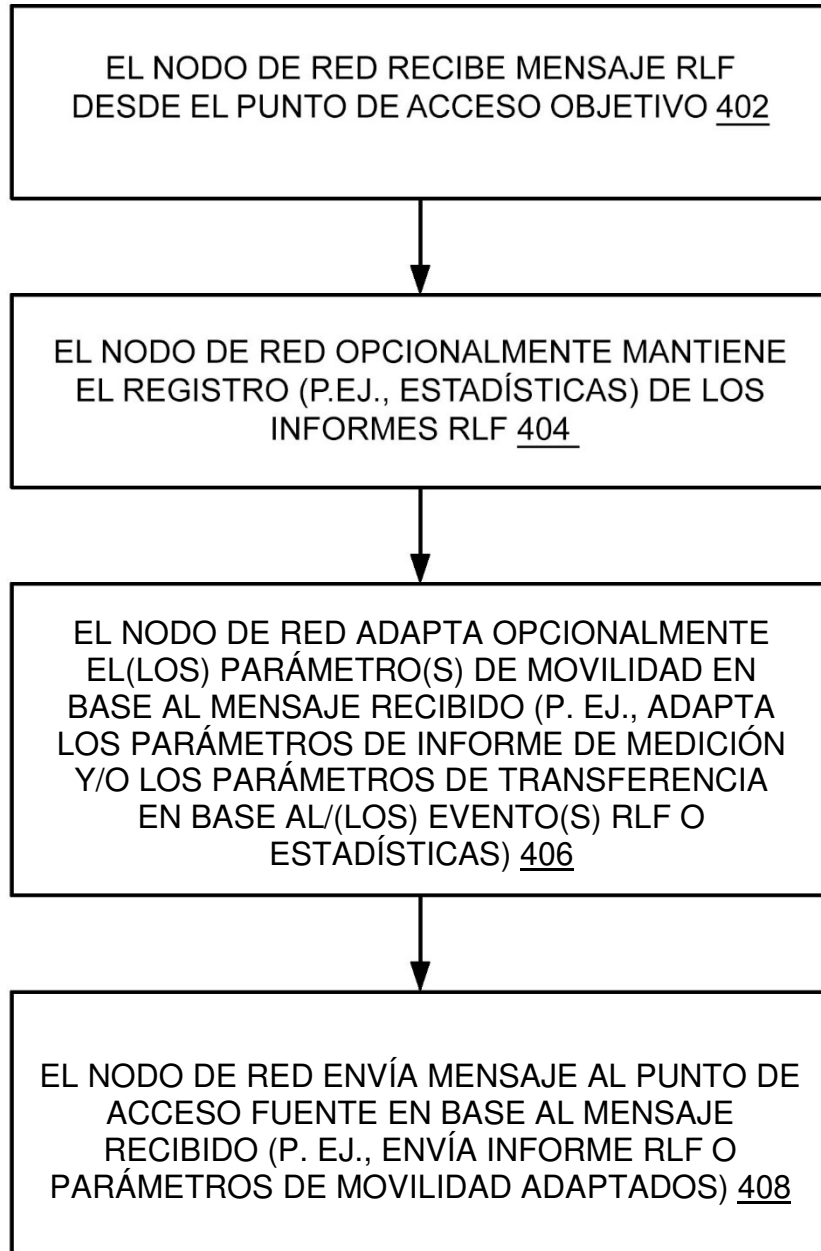 EL NODO DE RED RECIBE MENSAJE RLF
DESDE EL PUNTO DE ACCESO OBJETIVO 402
EL NODO DE RED OPCIONALMENTE MANTIENE
EL REGISTRO (P.EJ., ESTADÍSTICAS) DE LOS
INFORMES RLF 404
EL NODO DE RED ADAPTA OPCIONALMENTE
EL(LOS) PARÁMETRO(S) DE MOVILIDAD EN
BASE AL MENSAJE RECIBIDO (P. EJ., ADAPTA
LOS PARÁMETROS DE INFORME DE MEDICIÓN
Y/O LOS PARÁMETROS DE TRANSFERENCIA
EN BASE AL/(LOS) EVENTO(S) RLF O
ESTADÍSTICAS) 406
EL NODO DE RED ENVÍA MENSAJE AL PUNTO DE
ACCESO FUENTE EN BASE AL MENSAJE
RECIBIDO (P. EJ., ENVÍA INFORME RLF O
PARÁMETROS DE MOVILIDAD ADAPTADOS) 408